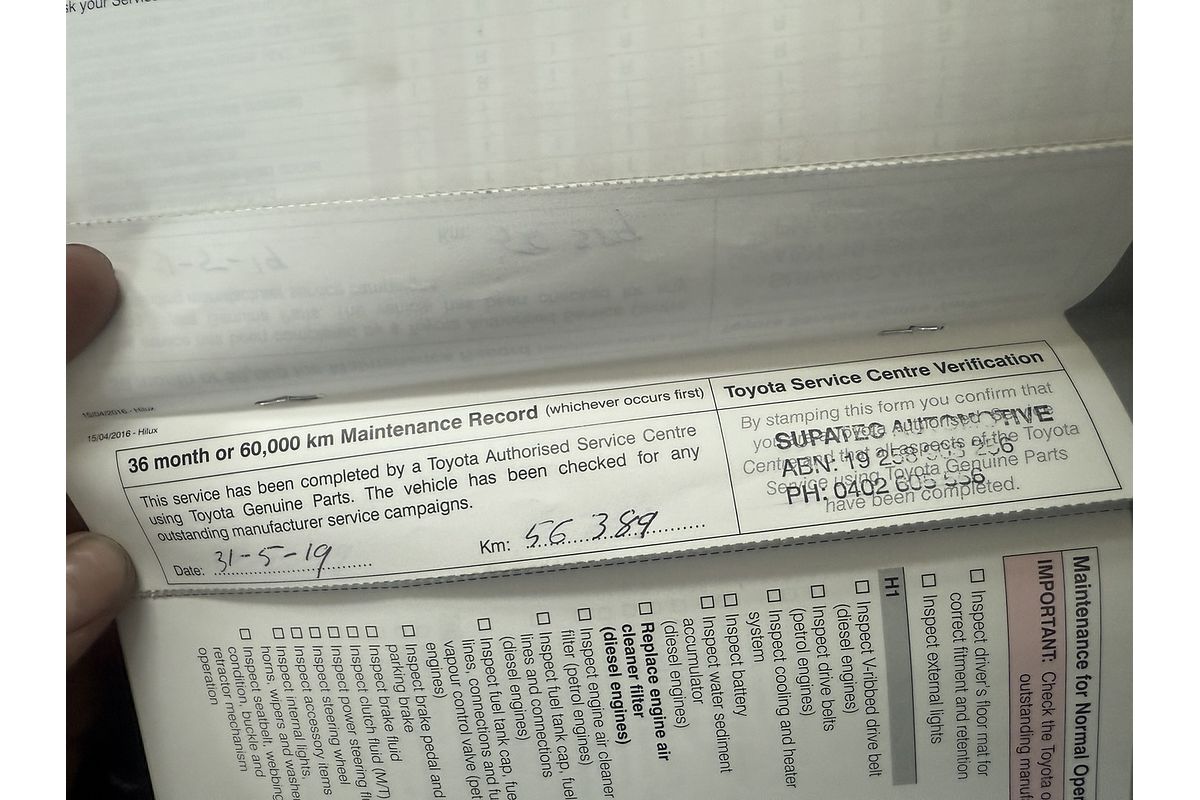 sk your
15/04/2016 - Hilux
15/04/2016 - Hilux
36 month or 60,000 km Maintenance Record (whichever occurs first)
This service has been completed by a Toyota Authorised Service Centre
using Toyota Genuine Parts. The vehicle has been checked for any
outstanding manufacturer service campaigns.
Date: 31-5-19
Km: 56 389
Toyota Service Centre Verification
By stamping this form you confirm that
Authorised Service
Centre and that all aspects of the Toyota
Service using Toyota Genuine Parts
have been completed.
SUPATEC AUTOMOTIVE
ABN: 19
PH: 0402
Maintenance for Normal Oper
IMPORTANT: Check the Toyota o
outstanding manuf
☐ Inspect driver's floor mat for
correct fitment and retention
☐ Inspect external lights
H1
☐ Inspect V-ribbed drive belt
(diesel engines)
☐ Inspect drive belts
(petrol engines)
☐ Inspect cooling and heater
system
☐ Inspect battery
☐ Inspect water sediment
accumulator
(diesel engines)
☐ Replace engine air
cleaner filter
(diesel engines)
☐ Inspect engine air cleaner
filter (petrol engines)
☐ Inspect fuel tank cap, fuel
lines and connections
(diesel engines)
☐ Inspect fuel tank cap, fue
lines, connections and fu
vapour control valve (pet
engines)
☐ Inspect brake pedal and
parking brake
☐ Inspect brake fluid
☐ Inspect clutch fluid (M/T)
☐ Inspect power steering fl
☐ Inspect steering wheel
☐ Inspect accessory items
☐ Inspect internal lights,
horns, wipers and washer
☐ Inspect seatbelt, webbing
condition, buckle and
retractor mechanism
operation